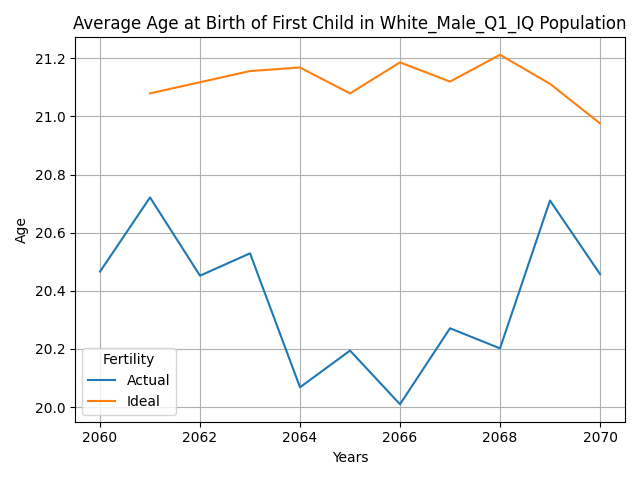 Average Age at Birth of First Child in White_Male_Q1_IQ Population
21.2
21.0
20.8
20.6
20.4
20.2
20.0
Age
Fertility
Actual
Ideal
2060 2062 2064 2066 2068 2070
Years